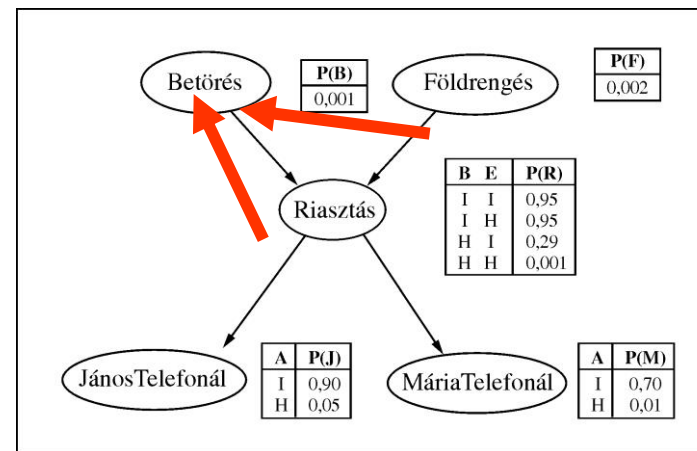 Betörés
P(B)
0,001
Földrengés
P(F)
0,002
Riasztás
B E P(R)
I I 0,95
I H 0,95
H I 0,29
H H 0,001
JánosTelefonál
A P(J)
I 0,90
H 0,05
MáriaTelefonál
A P(M)
I 0,70
H 0,01